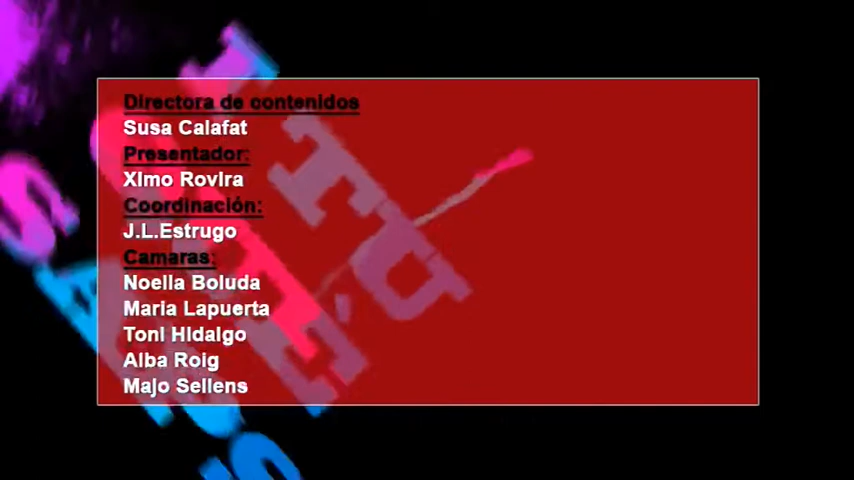 Directora de contenidos
Susa Calafat
Presentador:
Ximo Rovira
Coordinación:
J.L.Estrugo
Camaras:
Noelia Boluda
Maria Lapuerta
Toni Hidalgo
Alba Roig
Majo Sellens